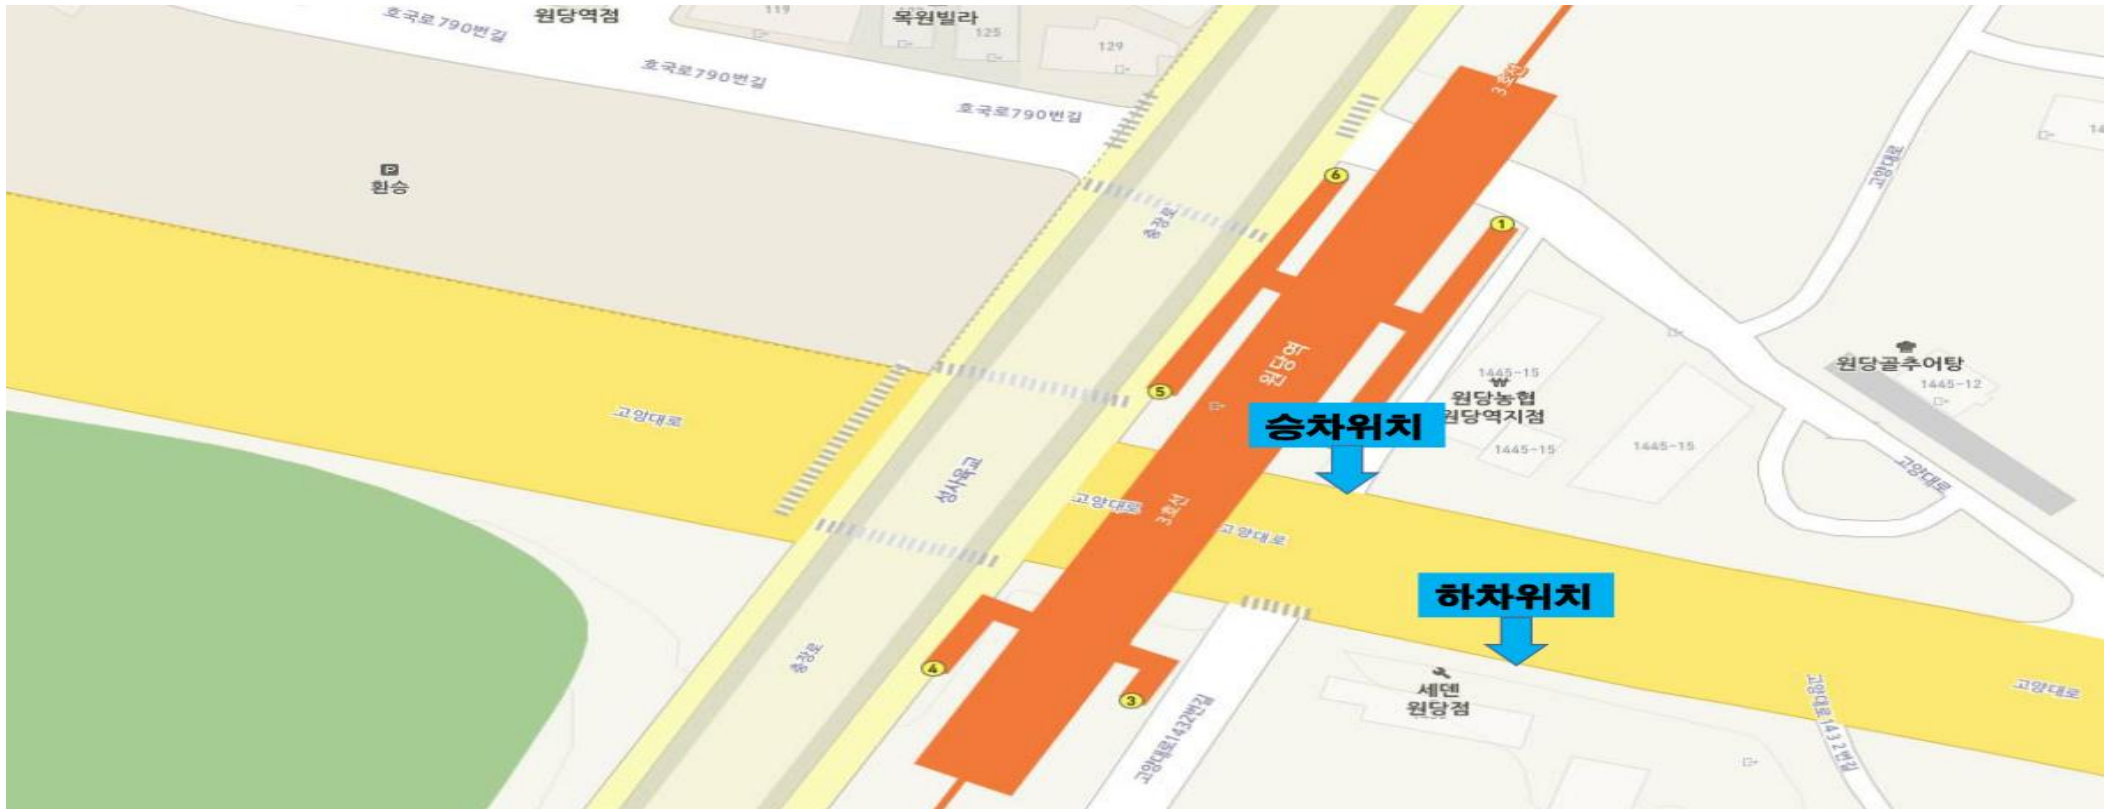 원당역점
목원빌라
119
125
129
호국로790번길
호국로790번길
호국로790번길
3호선
14
고양대로
환승
6
1
충장로
원당역
5
원당골추어탕
1445-12
1445-15
원당농협
원당역지점
1445-15
1445-15
승차위치
고양대로
성사육교
고양대로
3호선
고양대로
고양대로
하차위치
충장로
4
3
세덴
원당점
고양대로1432번길
고양대로1432번길
고양대로